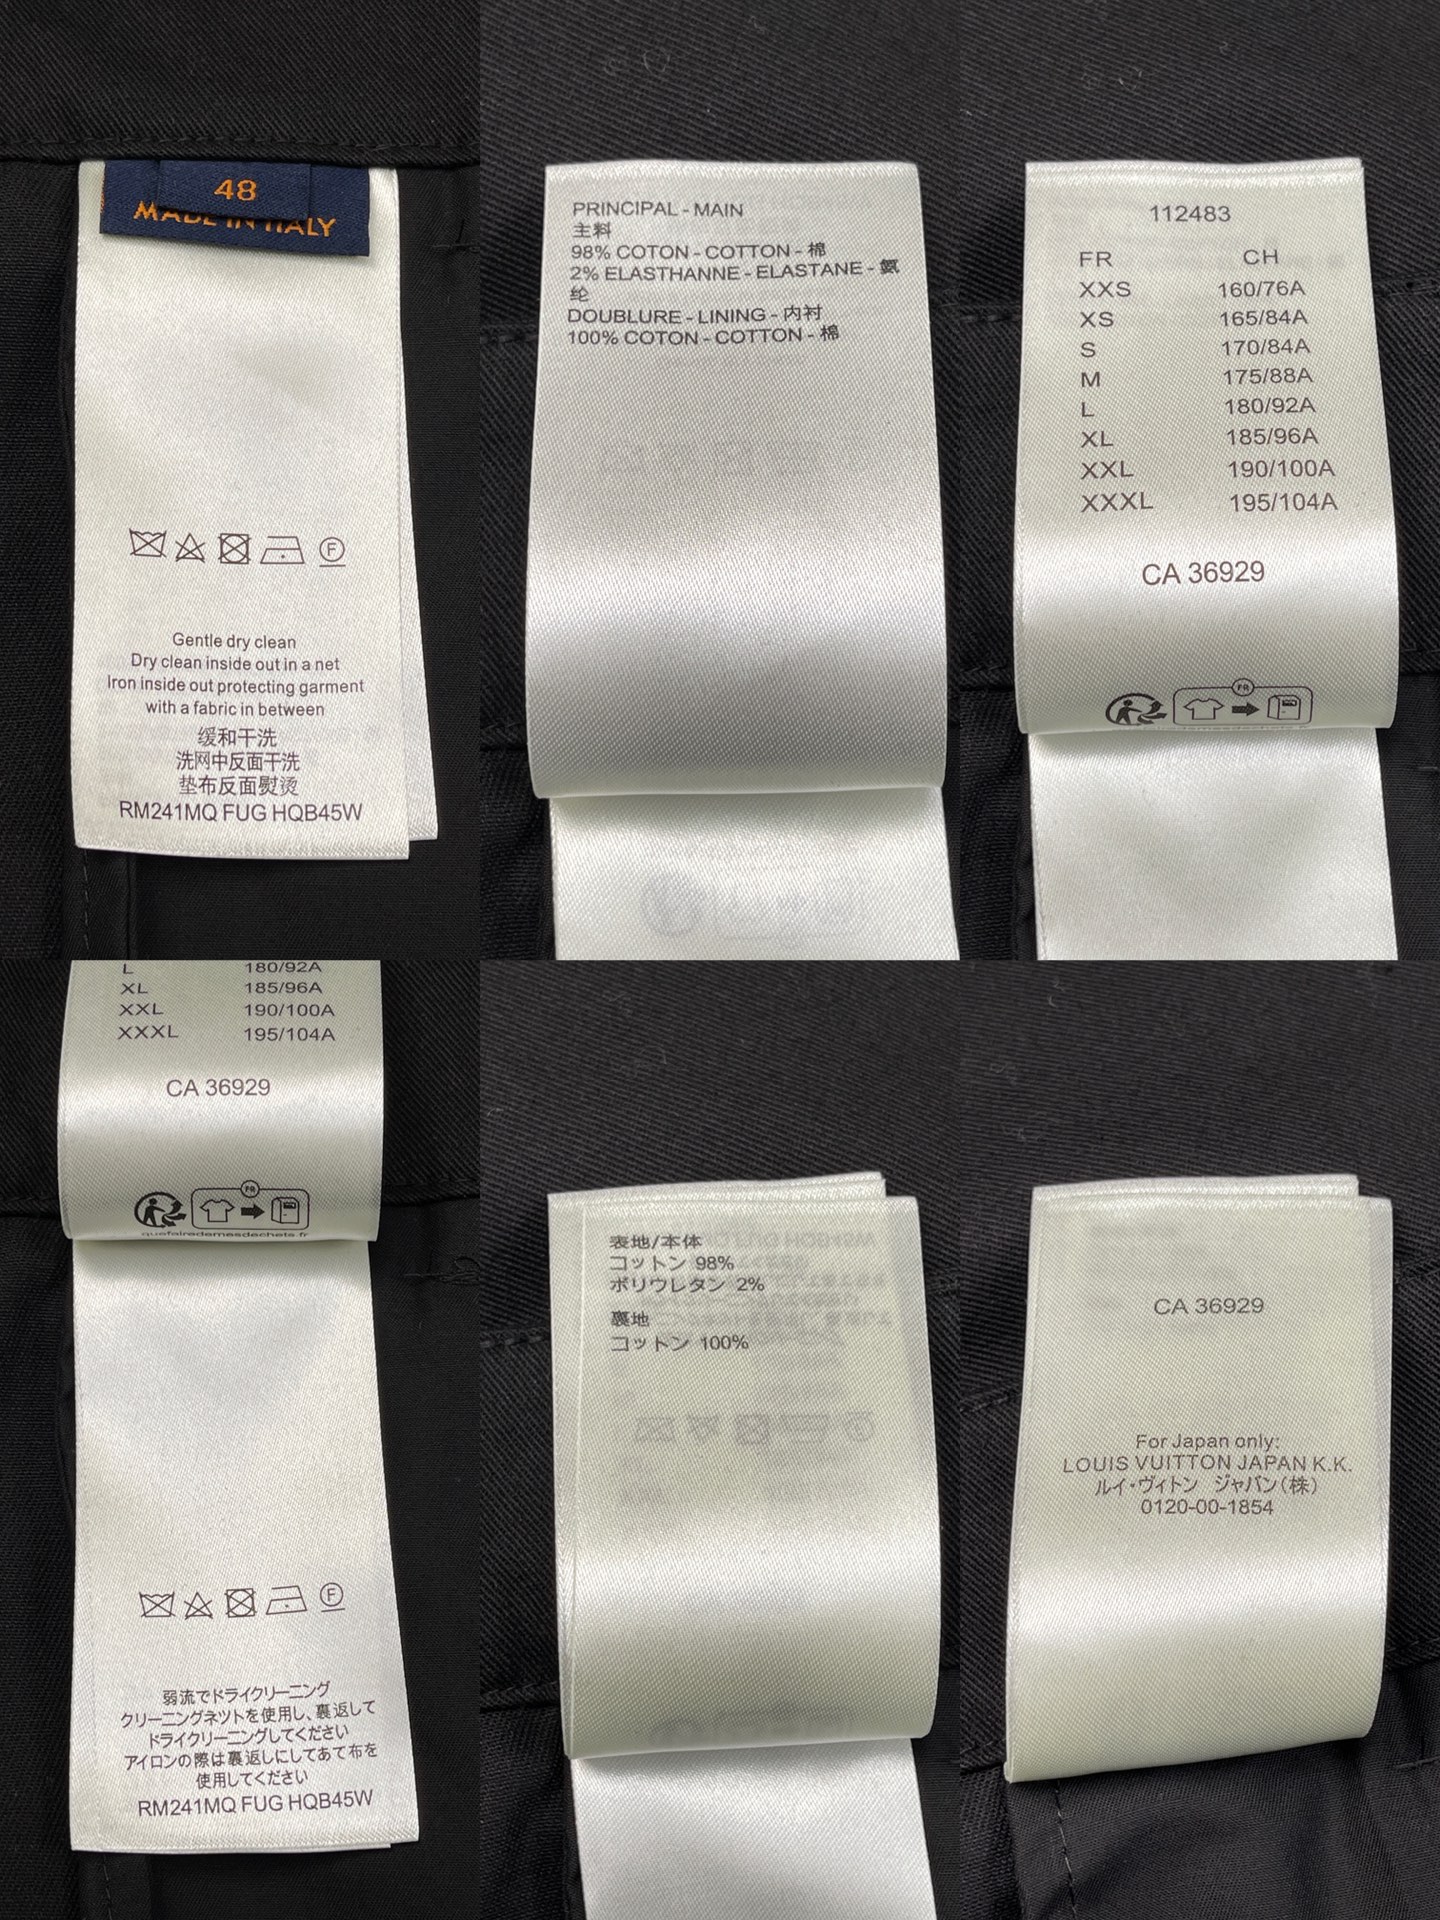 48
MADE IN ITALY
F
Gentle dry clean
Dry clean inside out in a net
Iron inside out protecting garment
with a fabric in between
缓和干洗
洗网中反面干洗
垫布反面熨烫
RM241MQ FUG HQB45W
PRINCIPAL - MAIN
主料
98% COTON - COTTON - 棉
2% ELASTHANNE - ELASTANE - 氨
纶
DOUBLURE - LINING - 内衬
100% COTON - COTTON - 棉
112483
FR CH
XXS 160/76A
XS 165/84A
S 170/84A
M 175/88A
L 180/92A
XL 185/96A
XXL 190/100A
XXXL 195/104A
CA 36929
FR
L 180/92A
XL 185/96A
XXL 190/100A
XXXL 195/104A
CA 36929
FR
quefairedemesdechets.fr
F
弱流でドライクリーニング
クリーニングネツトを使用し、裏返して
ドライクリーニングしてください
アイロンの際は裏返しにしてあて布を
使用してください
RM241MQ FUG HQB45W
表地/本体
コットン 98%
ポリウレタン 2%
裏地
コットン 100%
CA 36929
For Japan only:
LOUIS VUITTON JAPAN K.K.
ルイ・ヴィトン ジャパン(株)
0120-00-1854